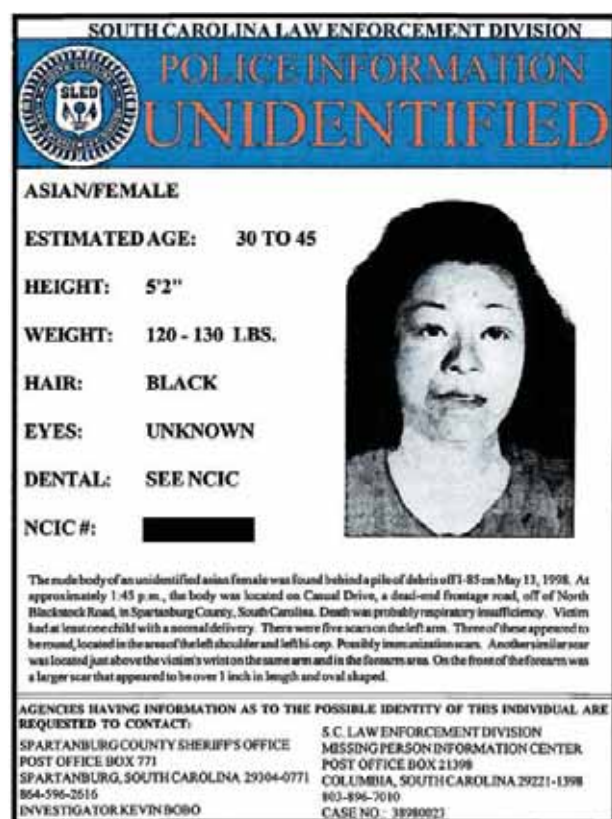 SOUTH CAROLINA LAW ENFORCEMENT DIVISION
SLED
POLICE INFORMATION
UNIDENTIFIED
ASIAN/FEMALE
ESTIMATED AGE: 30 TO 45
HEIGHT: 5'2"
WEIGHT: 120 - 130 LBS.
HAIR: BLACK
EYES: UNKNOWN
DENTAL: SEE NCIC
NCIC #:
The nude body of an unidentified asian female was found behind a pile of debris off I-85 on May 13, 1998. At
approximately 1:45 p.m., the body was located on Casual Drive, a dead-end frontage road, off of North
Blackstock Road, in Spartanburg County, South Carolina. Death was probably respiratory insufficiency. Victim
had at least one child with a normal delivery. There were five scars on the left arm. Three of these appeared to
be round, located in the area of the left shoulder and left bi-cep. Possibly immunization scars. Another similar scar
was located just above the victim's wrist on the same arm and in the forearm area. On the front of the forearm was
a larger scar that appeared to be over 1 inch in length and oval shaped.
AGENCIES HAVING INFORMATION AS TO THE POSSIBLE IDENTITY OF THIS INDIVIDUAL ARE
REQUESTED TO CONTACT:
SPARTANBURG COUNTY SHERIFF'S OFFICE
POST OFFICE BOX 771
SPARTANBURG, SOUTH CAROLINA 29304-0771
864-596-2616
INVESTIGATOR KEVIN BOBO
S.C. LAW ENFORCEMENT DIVISION
MISSING PERSON INFORMATION CENTER
POST OFFICE BOX 21398
COLUMBIA, SOUTH CAROLINA 29221-1398
803-896-7010
CASE NO.: 38980023